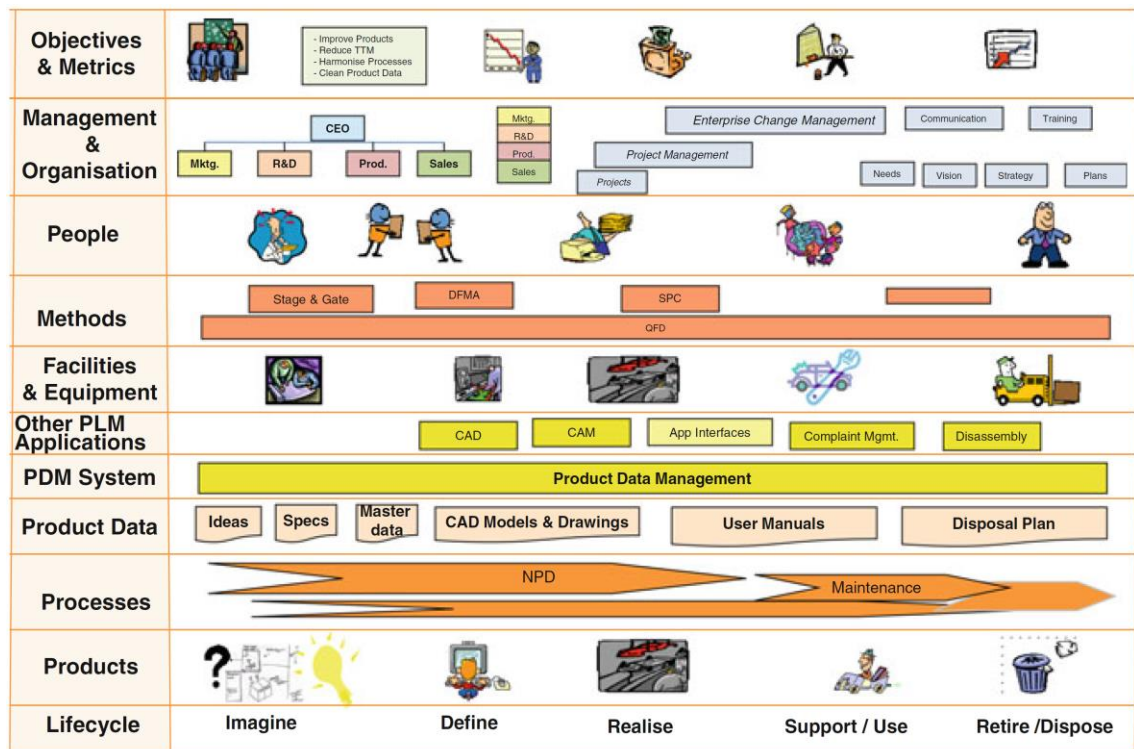 Objectives
& Metrics
- Improve Products
- Reduce TTM
- Harmonise Processes
- Clean Product Data
Management
&
Organisation
CEO
Mktg.
R&D
Prod.
Sales
Mktg.
R&D
Prod.
Sales
Enterprise Change Management
Project Management
Projects
Communication
Training
Needs
Vision
Strategy
Plans
People
Methods
Stage & Gate
DFMA
SPC
QFD
Facilities
& Equipment
Other PLM
Applications
CAD
CAM
App Interfaces
Complaint Mgmt.
Disassembly
PDM System
Product Data Management
Product Data
Ideas
Specs
Master
data
CAD Models & Drawings
User Manuals
Disposal Plan
Processes
NPD
Maintenance
Products
?
Lifecycle
Imagine
Define
Realise
Support / Use
Retire /Dispose